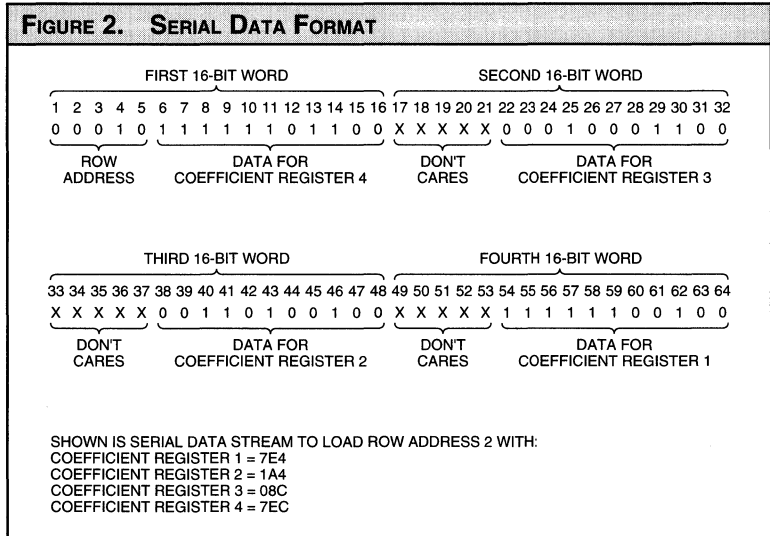 FIGURE 2. SERIAL DATA FORMAT
FIRST 16-BIT WORD SECOND 16-BIT WORD
1 2 3 4 5 6 7 8 9 10 11 12 13 14 15 16 17 18 19 20 21 22 23 24 25 26 27 28 29 30 31 32
0 0 0 1 0 1 1 1 1 1 1 0 1 1 0 0 X X X X X 0 0 0 1 0 0 0 1 1 0 0
ROW DATA FOR DON'T DATA FOR
ADDRESS COEFFICIENT REGISTER 4 CARES COEFFICIENT REGISTER 3
THIRD 16-BIT WORD FOURTH 16-BIT WORD
33 34 35 36 37 38 39 40 41 42 43 44 45 46 47 48 49 50 51 52 53 54 55 56 57 58 59 60 61 62 63 64
X X X X X 0 0 1 1 0 1 0 0 1 0 0 X X X X X 1 1 1 1 1 1 0 0 1 0 0
DON'T DATA FOR DON'T DATA FOR
CARES COEFFICIENT REGISTER 2 CARES COEFFICIENT REGISTER 1
SHOWN IS SERIAL DATA STREAM TO LOAD ROW ADDRESS 2 WITH:
COEFFICIENT REGISTER 1 = 7E4
COEFFICIENT REGISTER 2 = 1A4
COEFFICIENT REGISTER 3 = 08C
COEFFICIENT REGISTER 4 = 7EC